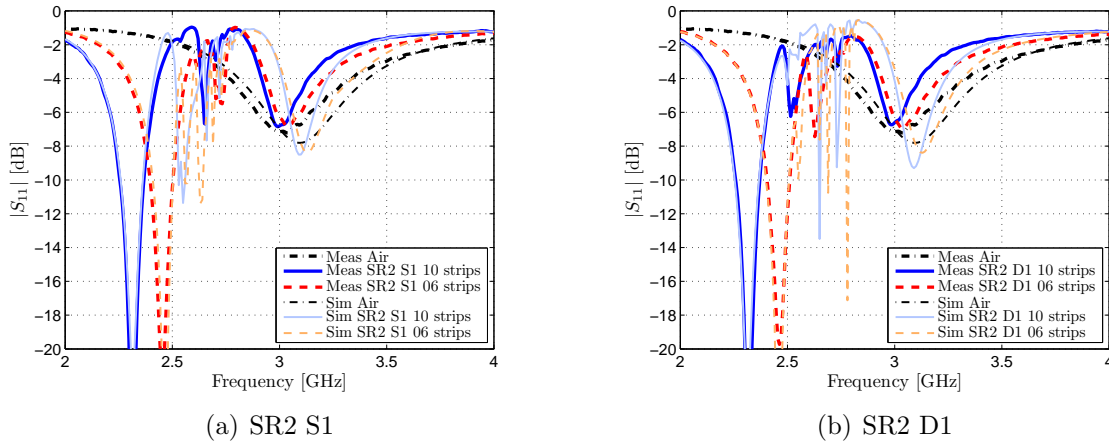 0
−2
−4
−6
−8
−10
−12
−14
−16
−18
−20
2
2.5
3
3.5
4
|S11| [dB]
Frequency [GHz]
Meas Air
Meas SR2 S1 10 strips
Meas SR2 S1 06 strips
Sim Air
Sim SR2 S1 10 strips
Sim SR2 S1 06 strips
(a) SR2 S1
0
−2
−4
−6
−8
−10
−12
−14
−16
−18
−20
2
2.5
3
3.5
4
|S11| [dB]
Frequency [GHz]
Meas Air
Meas SR2 D1 10 strips
Meas SR2 D1 06 strips
Sim Air
Sim SR2 D1 10 strips
Sim SR2 D1 06 strips
(b) SR2 D1